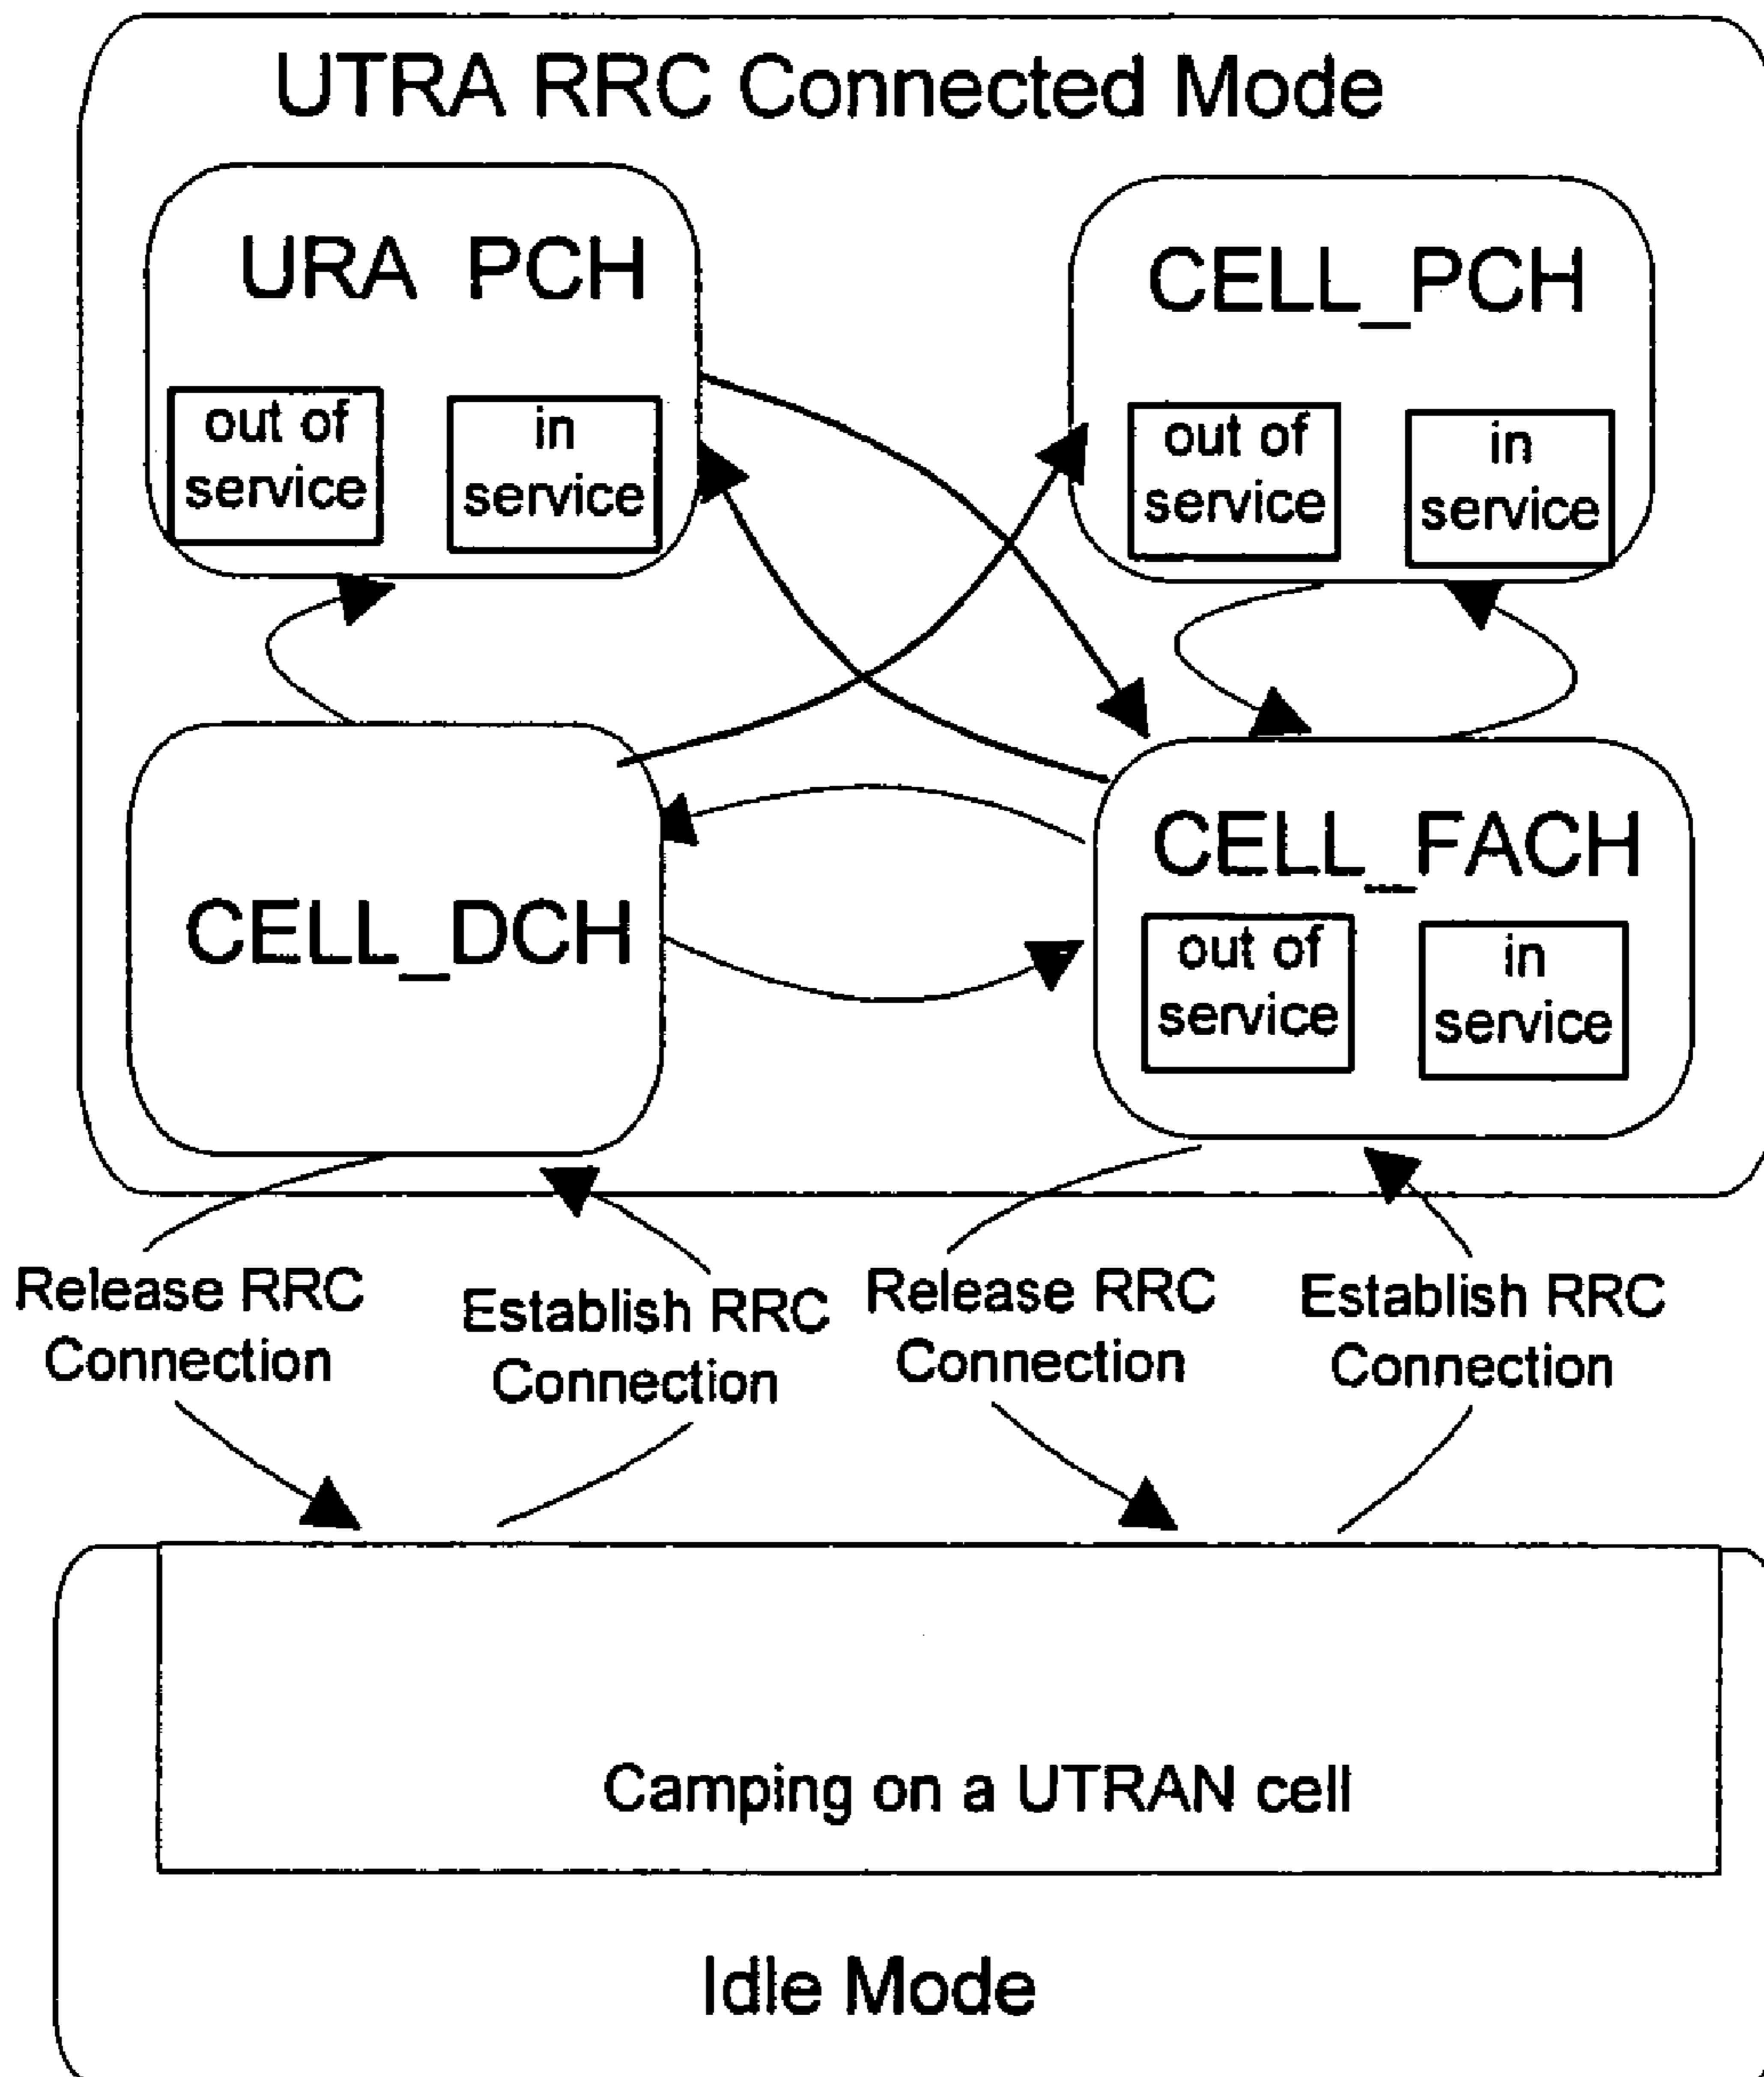 UTRA RRC Connected Mode
URA PCH
CELL_PCH
out of
service
in
service
out of
service
in
service
CELL_DCH
CELL_FACH
out of
service
in
service
Release RRC
Connection
Establish RRC
Connection
Release RRC
Connection
Establish RRC
Connection
Camping on a UTRAN cell
Idle Mode